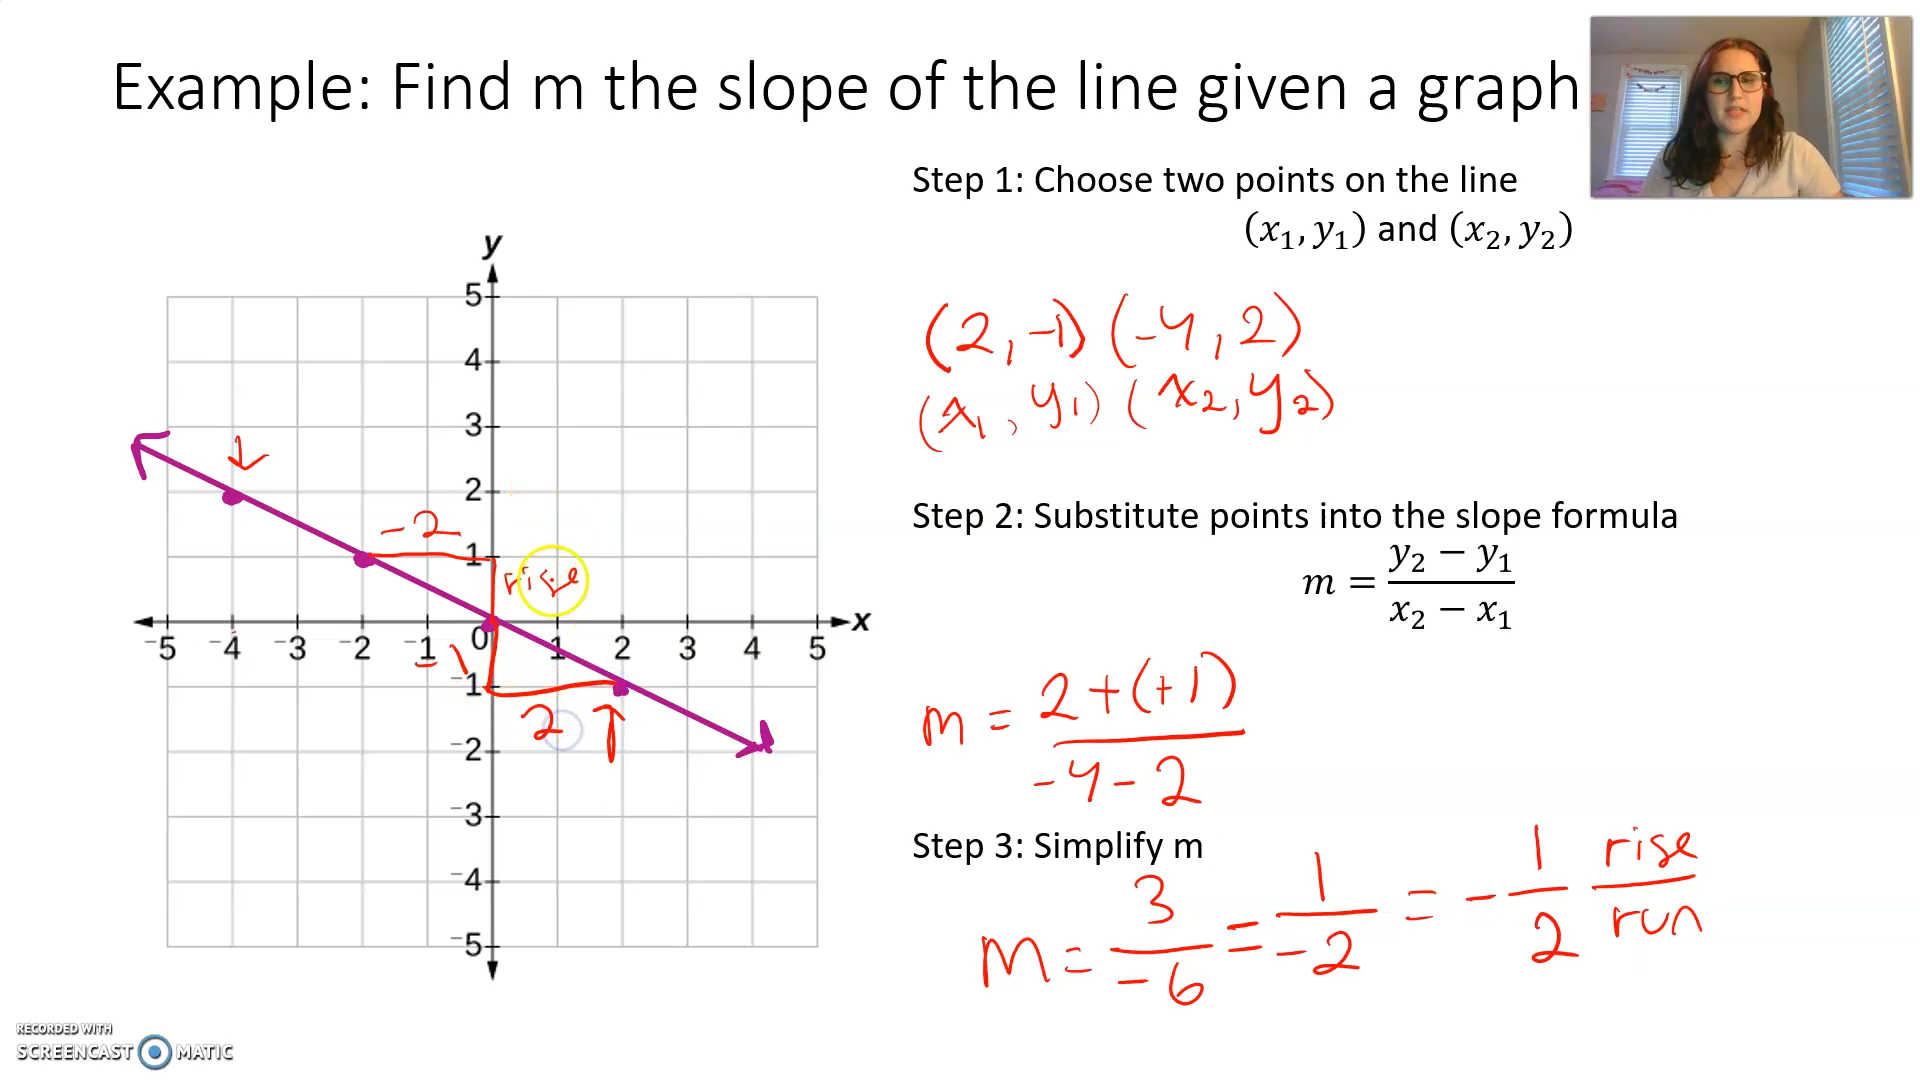 Example: Find m the slope of the line given a graph
Step 1: Choose two points on the line
(x₁, y₁) and (x₂, y₂)
(2, -1) (-4, 2)
(x₁, y₁) (x₂, y₂)
Step 2: Substitute points into the slope formula
m = (y₂ − y₁)/(x₂ − x₁)
m = (2 + (+1))/(-4 - 2)
Step 3: Simplify m
m = 3/-6 = 1/-2 = -1/2 rise/run
y
5
4
3
2
-2
1
rise
-5 -4 -3 -2 -1 0 1 2 3 4 5 x
-1
-1
2
-2
-3
-4
-5
RECORDED WITH
SCREENCAST MATIC